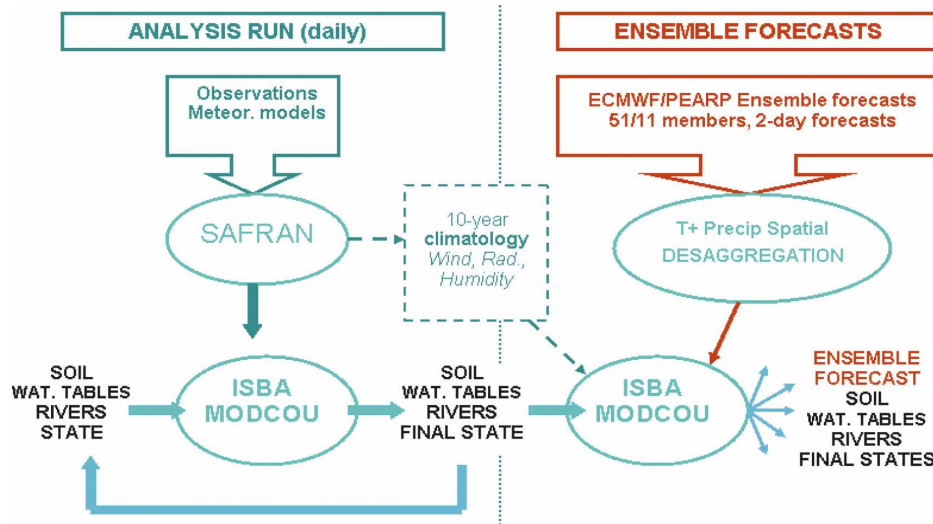 ANALYSIS RUN (daily)
Observations
Meteor. models
SAFRAN
10-year
climatology
Wind, Rad.,
Humidity
SOIL
WAT. TABLES
RIVERS
STATE
ISBA
MODCOU
SOIL
WAT. TABLES
RIVERS
FINAL STATE
ENSEMBLE FORECASTS
ECMWF/PEARP Ensemble forecasts
51/11 members, 2-day forecasts
T+ Precip Spatial
DESAGGREGATION
ISBA
MODCOU
ENSEMBLE
FORECAST
SOIL
WAT. TABLES
RIVERS
FINAL STATES